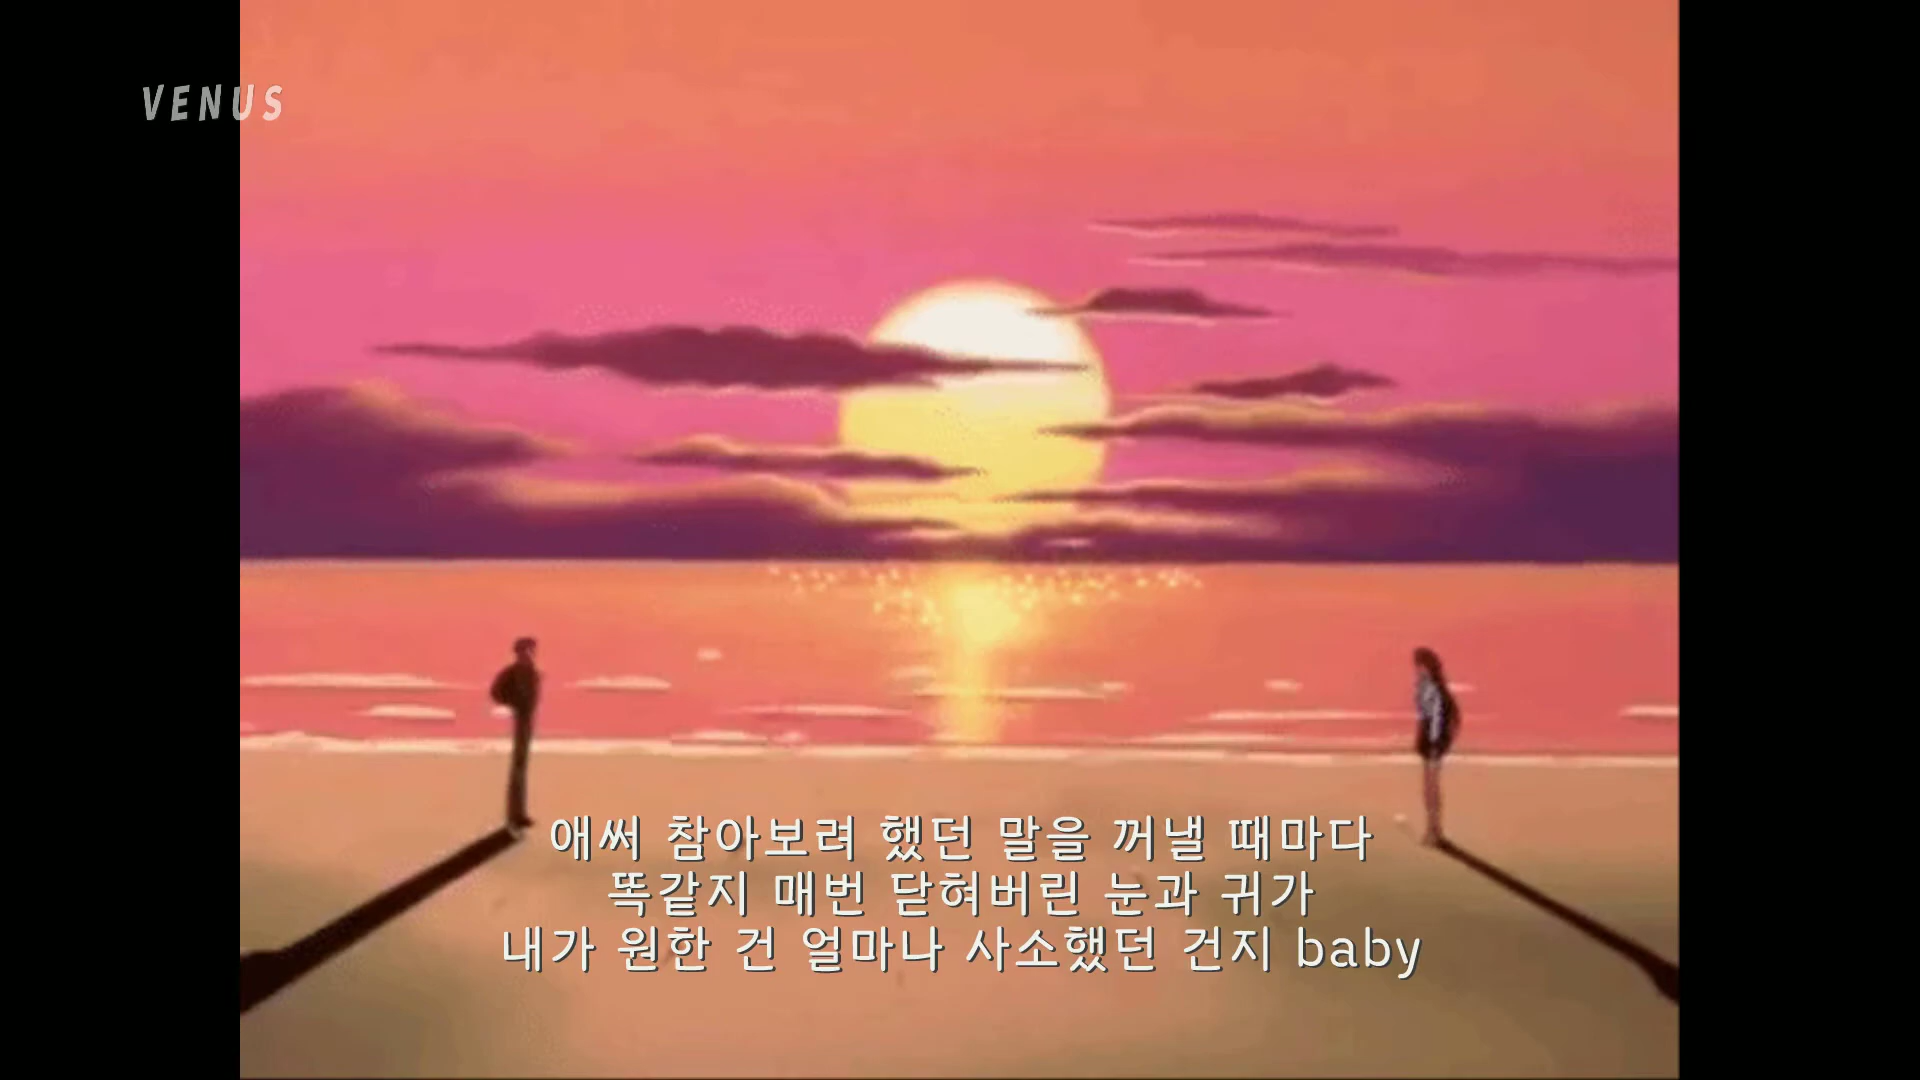 VENUS
애써 참아보려 했던 말을 꺼낼 때마다
똑같지 매번 닫혀버린 눈과 귀가
내가 원한 건 얼마나 사소했던 건지 baby